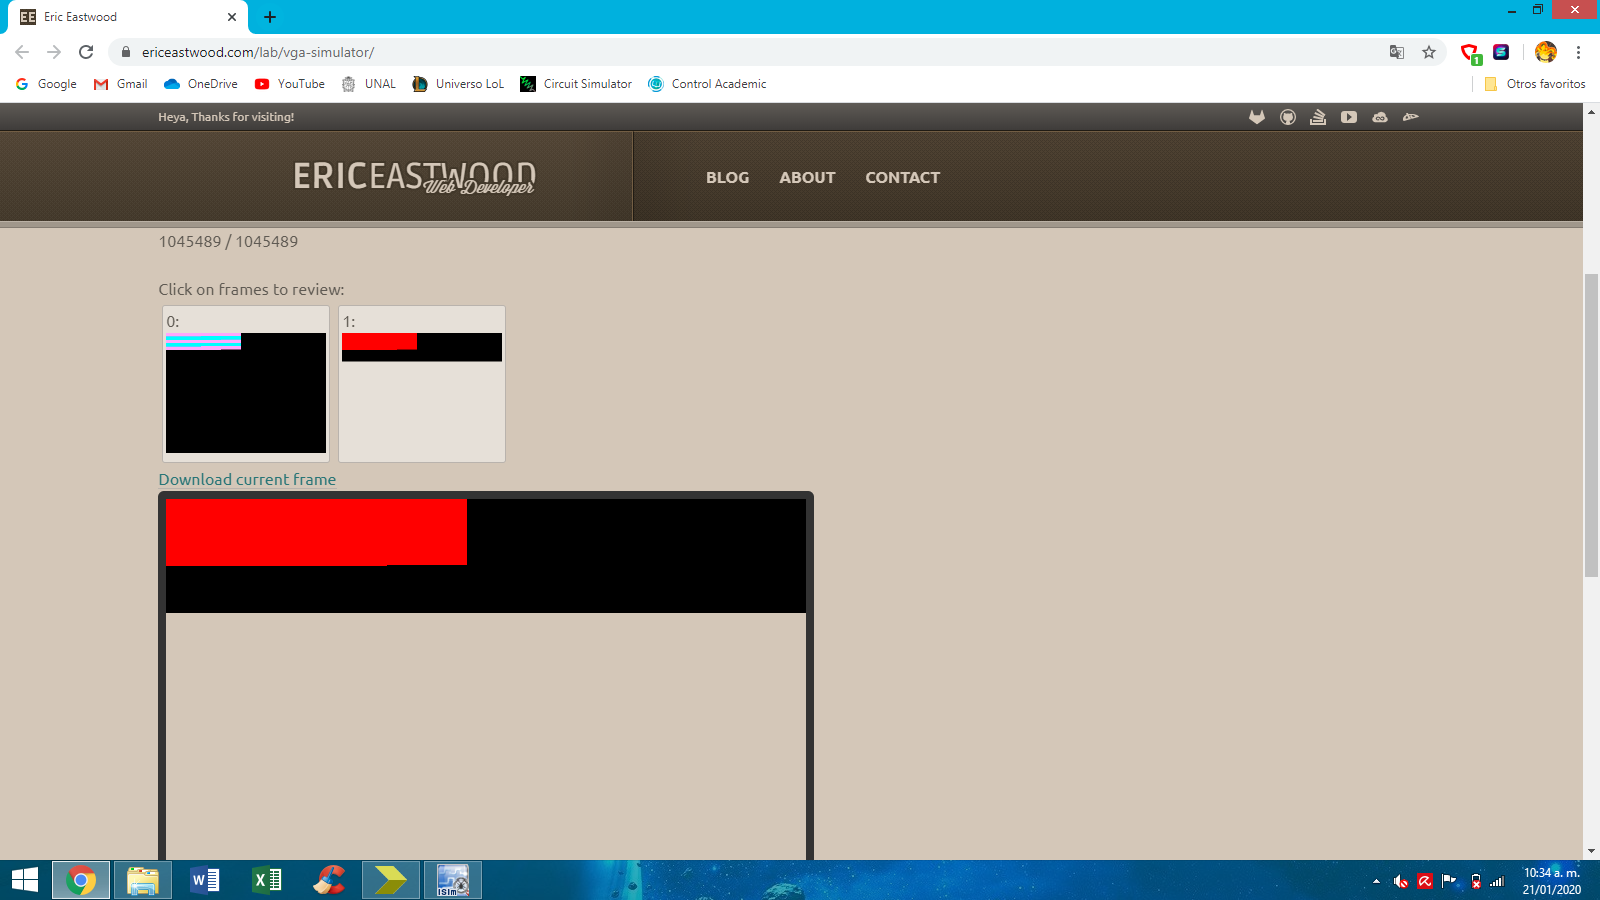 Eric Eastwood
ericeastwood.com/lab/vga-simulator/
1
Google
Gmail
OneDrive
YouTube
UNAL
Universo LoL
Circuit Simulator
Control Academic
Otros favoritos
Heya, Thanks for visiting!
ERICEASTWOOD
Web Developer
BLOG
ABOUT
CONTACT
1045489 / 1045489
Click on frames to review:
0:
1:
Download current frame
ISim
10:34 a. m.
21/01/2020